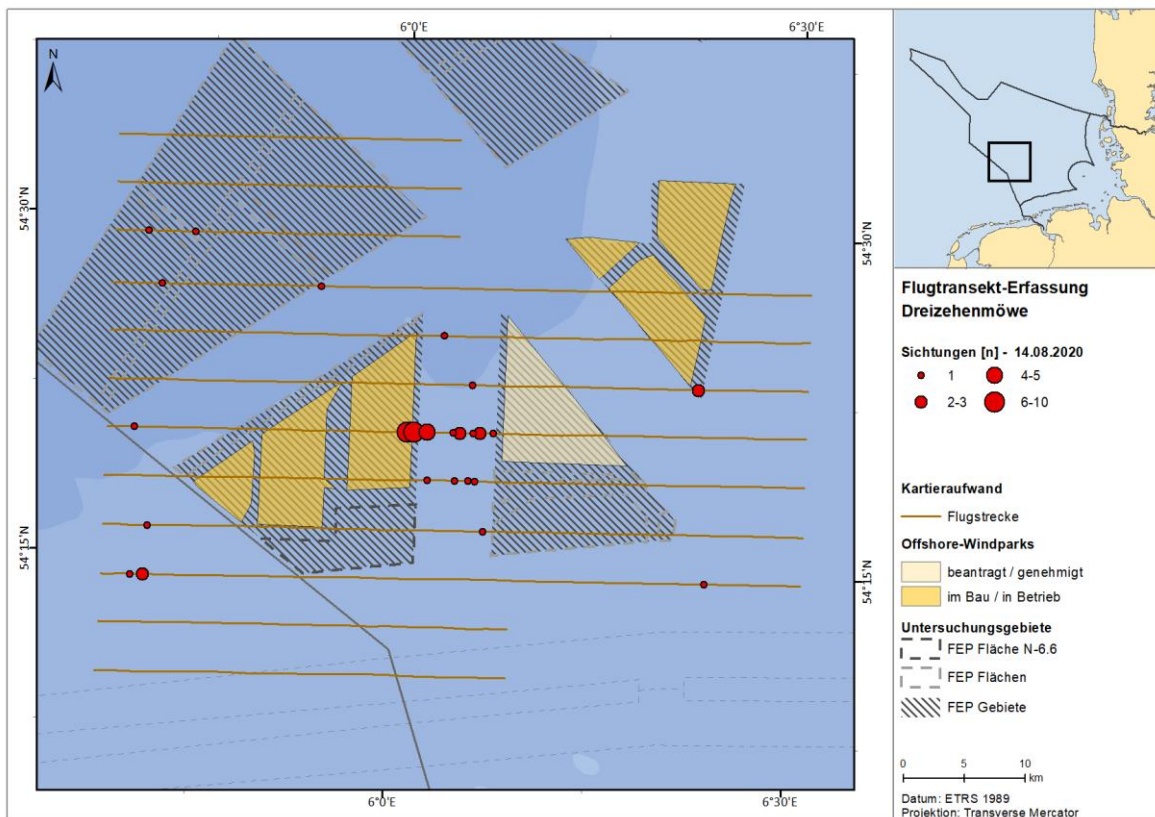 6°0'E
6°30'E
N
54°30'N
54°30'N
54°15'N
54°15'N
6°0'E
6°30'E
Flugtransekt-Erfassung
Dreizehenmöwe
Sichtungen [n] - 14.08.2020
1
4-5
2-3
6-10
Kartieraufwand
Flugstrecke
Offshore-Windparks
beantragt / genehmigt
im Bau / in Betrieb
Untersuchungsgebiete
FEP Fläche N-6.6
FEP Flächen
FEP Gebiete
0 5 10
km
Datum: ETRS 1989
Projektion: Transverse Mercator